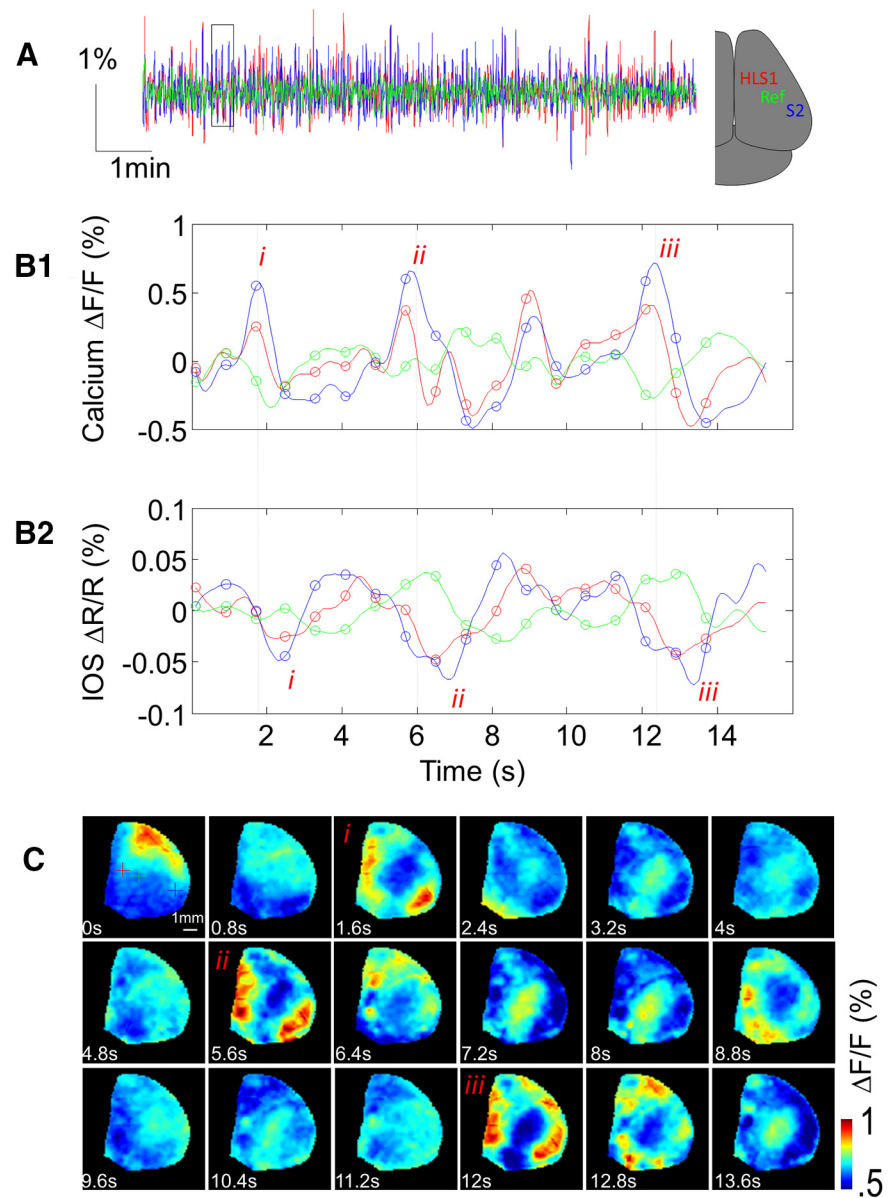 A
1%
1min
HLS1
Ref
S2
B1
Calcium ΔF/F (%)
1
0.5
0
-0.5
i
ii
iii
B2
IOS ΔR/R (%)
0.1
0.05
0
-0.05
-0.1
i
ii
iii
2 4 6 8 10 12 14
Time (s)
C
i
0s 1mm 0.8s 1.6s 2.4s 3.2s 4s
ii
4.8s 5.6s 6.4s 7.2s 8s 8.8s
iii
9.6s 10.4s 11.2s 12s 12.8s 13.6s
ΔF/F (%)
1
.5